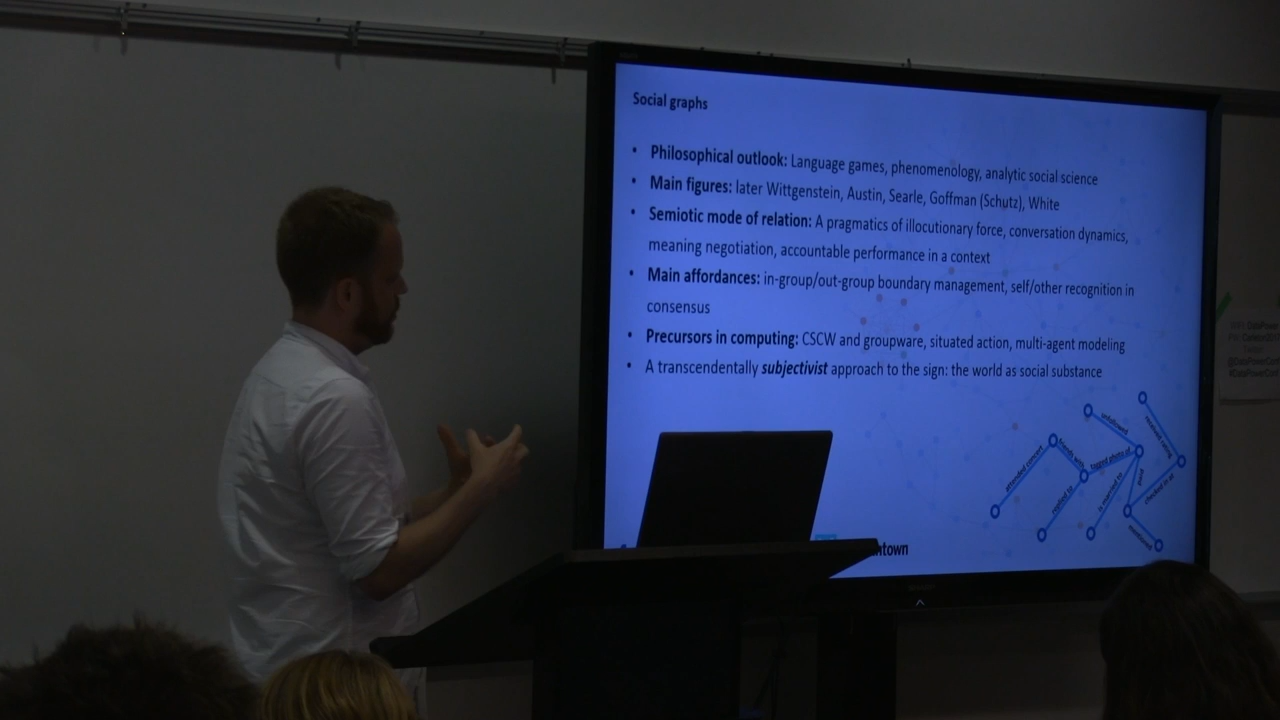 Social graphs
• Philosophical outlook: Language games, phenomenology, analytic social science
• Main figures: later Wittgenstein, Austin, Searle, Goffman (Schutz), White
• Semiotic mode of relation: A pragmatics of illocutionary force, conversation dynamics,
meaning negotiation, accountable performance in a context
• Main affordances: in-group/out-group boundary management, self/other recognition in
consensus
• Precursors in computing: CSCW and groupware, situated action, multi-agent modeling
• A transcendentally subjectivist approach to the sign: the world as social substance
unfollowed
attended concert
friends with
tagged photo of
replied to
is married to
checked in at
mentioned
ntown